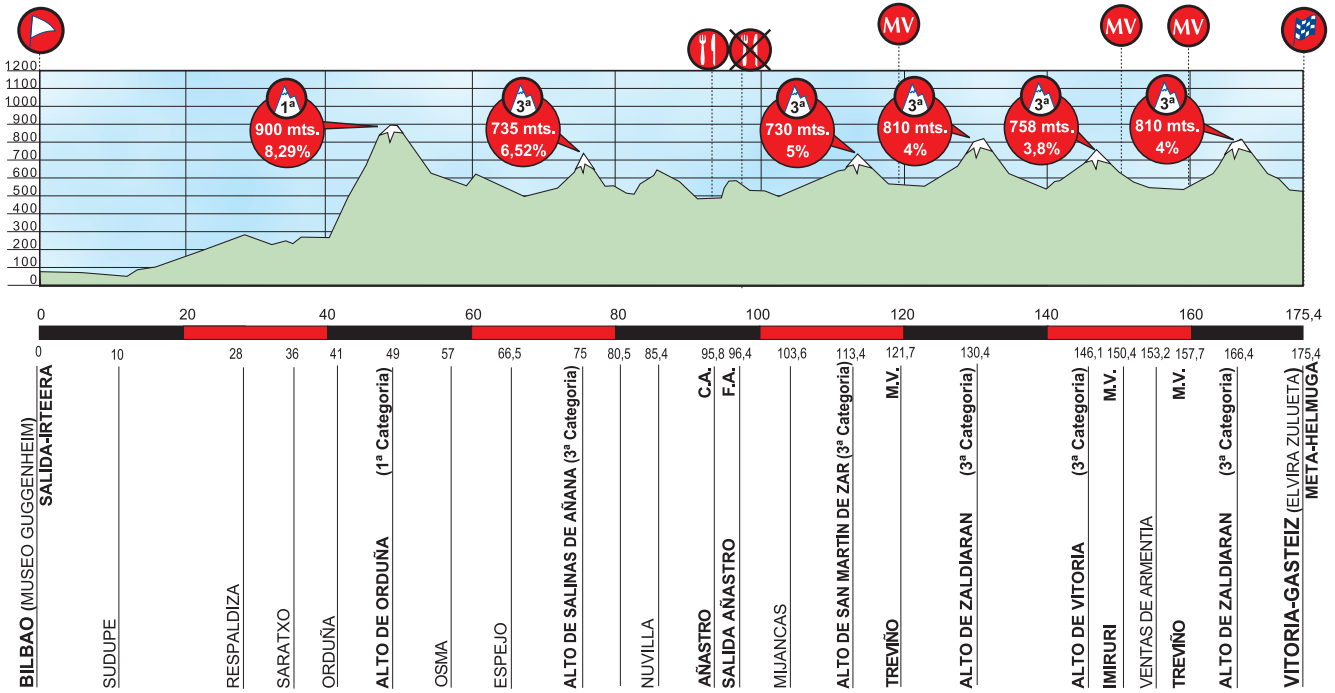 MV
MV
MV
1200
1100
1000
900
800
700
600
500
400
300
200
100
0
1ª
900 mts.
8,29%
3ª
735 mts.
6,52%
3ª
730 mts.
5%
3ª
810 mts.
4%
3ª
758 mts.
3,8%
3ª
810 mts.
4%
0 20 40 60 80 100 120 140 160 175,4
0 10 28 36 41 49 57 66,5 75 80,5 85,4 95,8 96,4 103,6 113,4 121,7 130,4 146,1 150,4 153,2 157,7 166,4 175,4
BILBAO (MUSEO GUGGENHEIM)
SALIDA-IRTEERA
SUDUPE
RESPALDIZA
SARATXO
ORDUÑA
ALTO DE ORDUÑA (1ª Categoria)
OSMA
ESPEJO
ALTO DE SALINAS DE AÑANA (3ª Categoria)
NUVILLA
AÑASTRO C.A.
SALIDA AÑASTRO F.A.
MIJANCAS
ALTO DE SAN MARTIN DE ZAR (3ª Categoria)
TREVIÑO M.V.
ALTO DE ZALDIARAN (3ª Categoria)
ALTO DE VITORIA (3ª Categoria)
IMIRURI M.V.
VENTAS DE ARMENTIA
TREVIÑO M.V.
ALTO DE ZALDIARAN (3ª Categoria)
VITORIA-GASTEIZ (ELVIRA ZULUETA)
META-HELMUGA